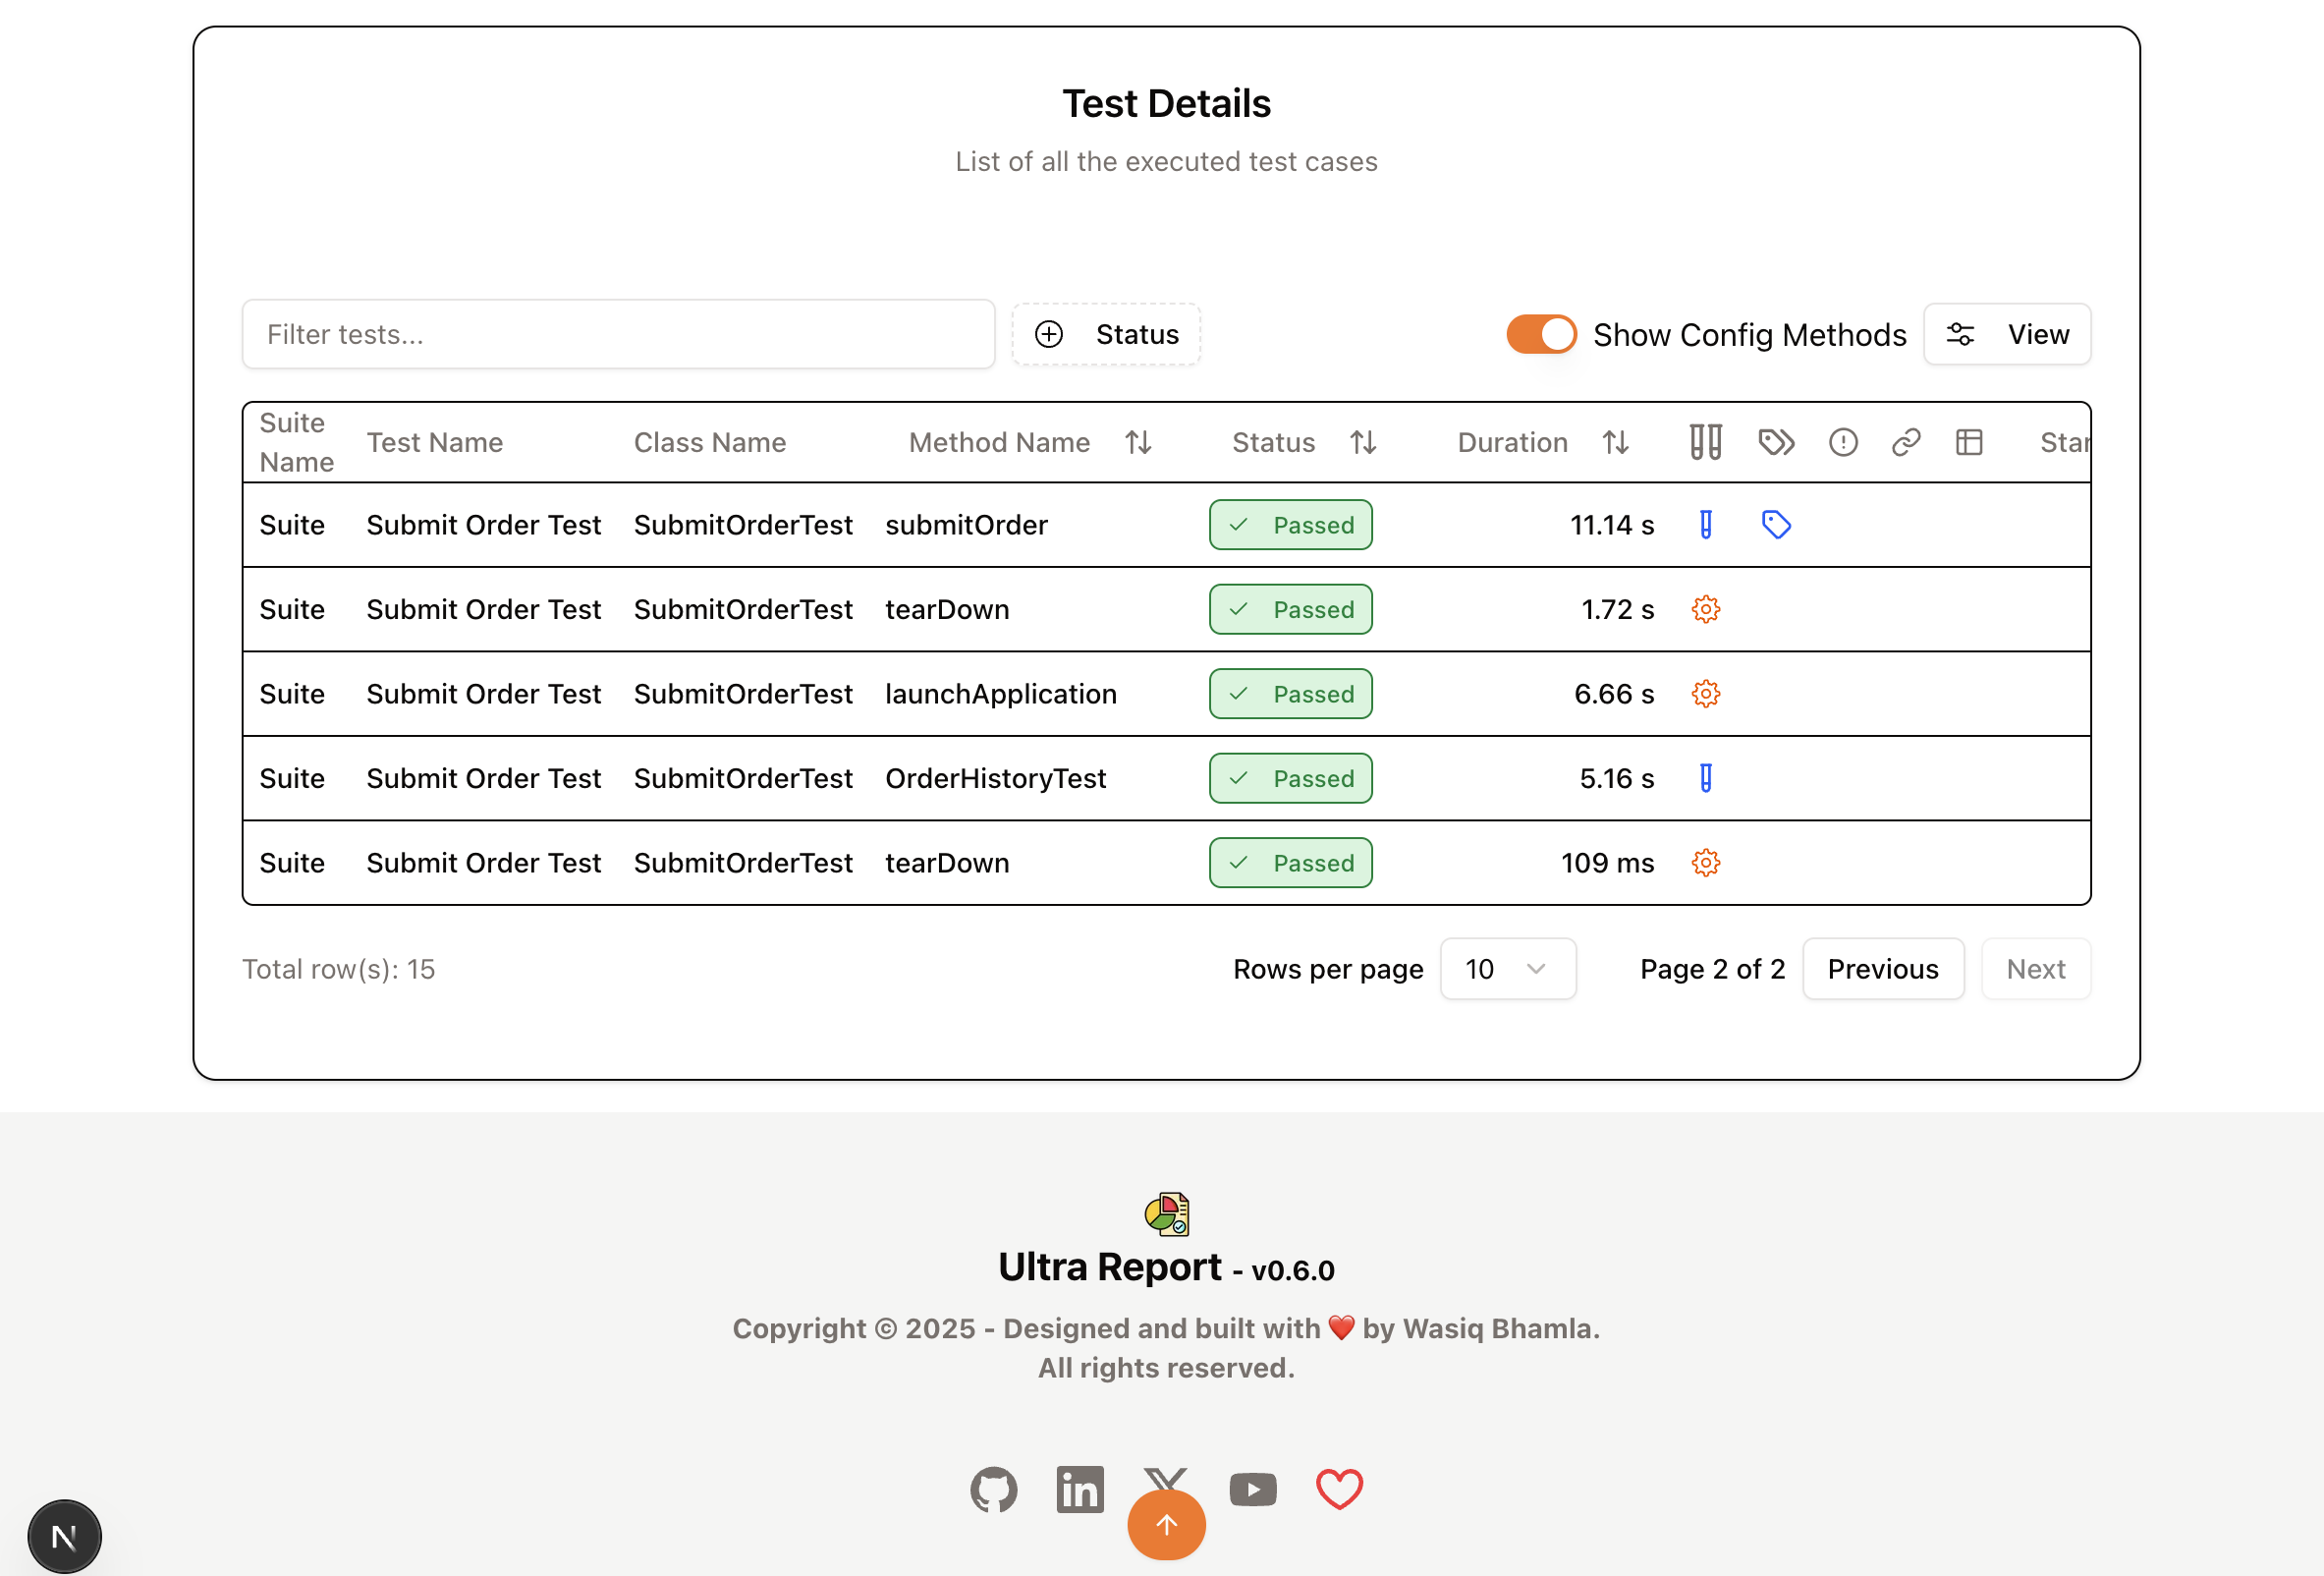 Test Details
List of all the executed test cases
Filter tests...
Status
Show Config Methods
View
Suite Name
Test Name
Class Name
Method Name
Status
Duration
Star
Suite Submit Order Test SubmitOrderTest submitOrder Passed 11.14 s
Suite Submit Order Test SubmitOrderTest tearDown Passed 1.72 s
Suite Submit Order Test SubmitOrderTest launchApplication Passed 6.66 s
Suite Submit Order Test SubmitOrderTest OrderHistoryTest Passed 5.16 s
Suite Submit Order Test SubmitOrderTest tearDown Passed 109 ms
Total row(s): 15
Rows per page
10
Page 2 of 2
Previous
Next
Ultra Report - v0.6.0
Copyright © 2025 - Designed and built with ❤️ by Wasiq Bhamla.
All rights reserved.
in
N